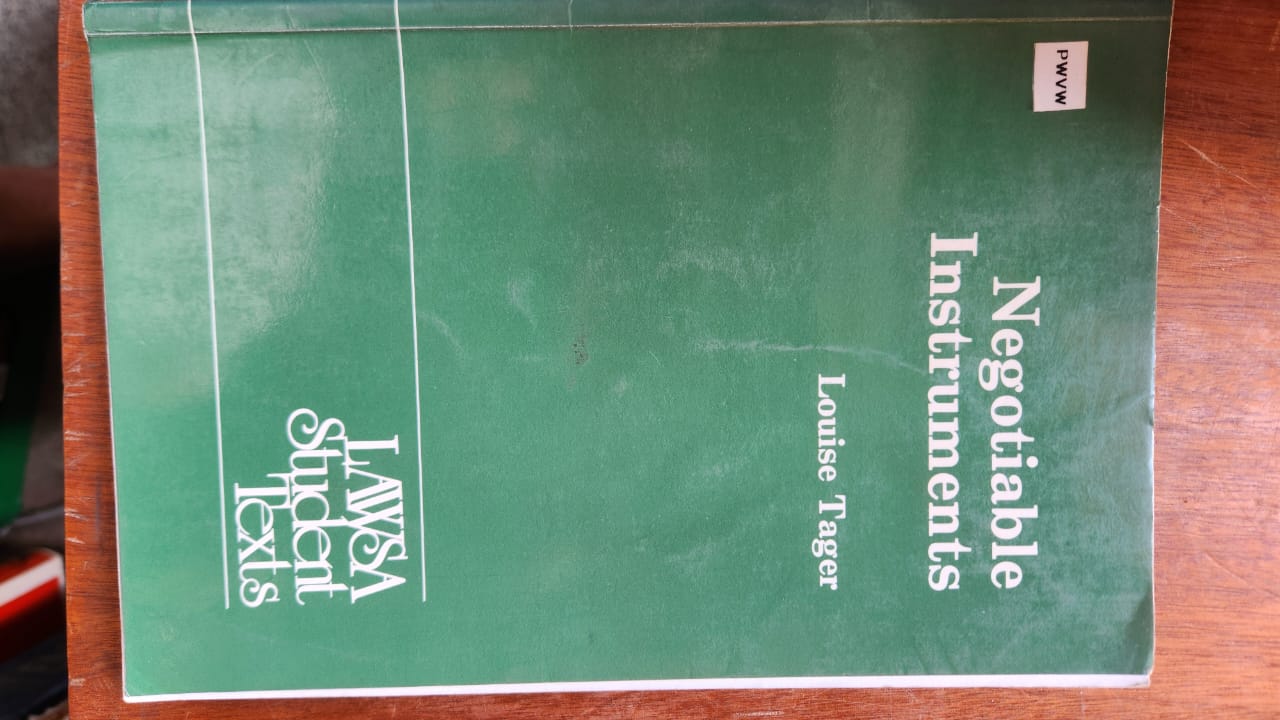 PWVW
Negotiable
Instruments
Louise Tager
LAWSA
Student
Texts